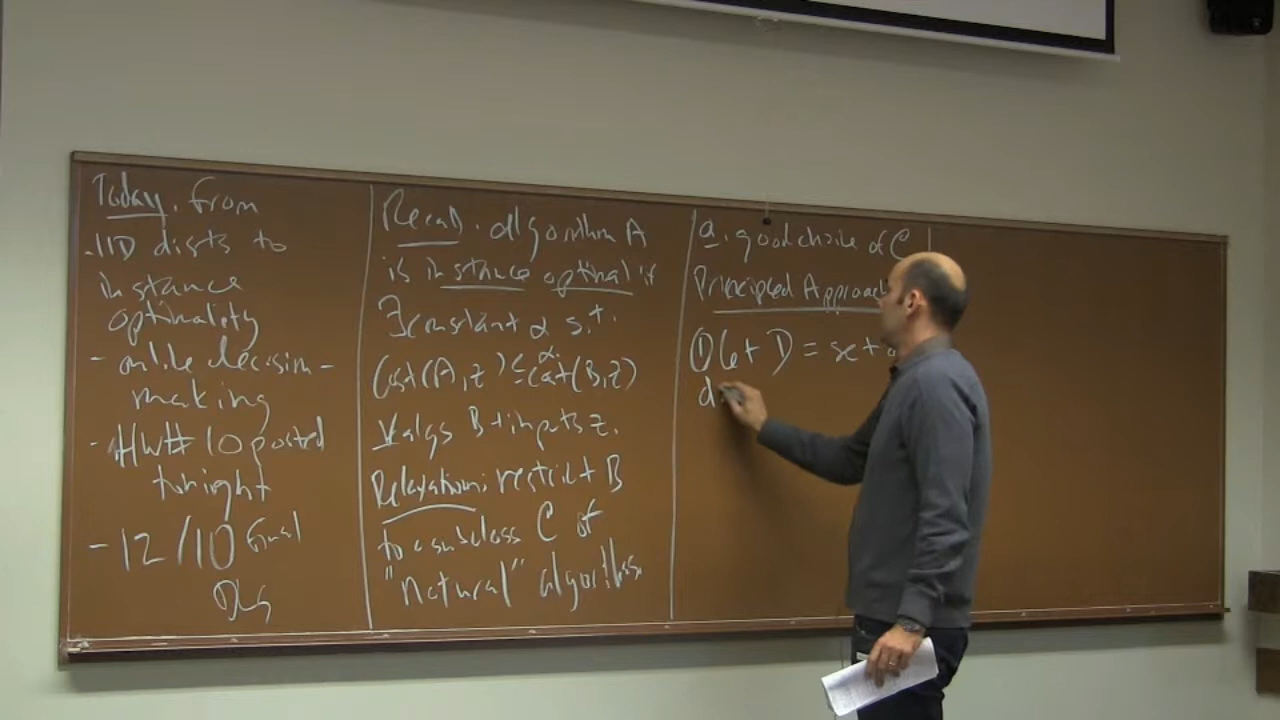 Today. from
IID dists to
instance
optimality
- online decision-
making
- HW#10 posted
tonight
- 12/10 final
Recall. algorithm A
is instance optimal if
∃ constant α s.t.
Cost(A,z) ≤ α.Cost(B,z)
∀ algs B + inputs z.
Relaxation: restrict B
to a subclass C of
"natural" algorithms.
Q. good choice of C
Principled Approach
① Let D = set